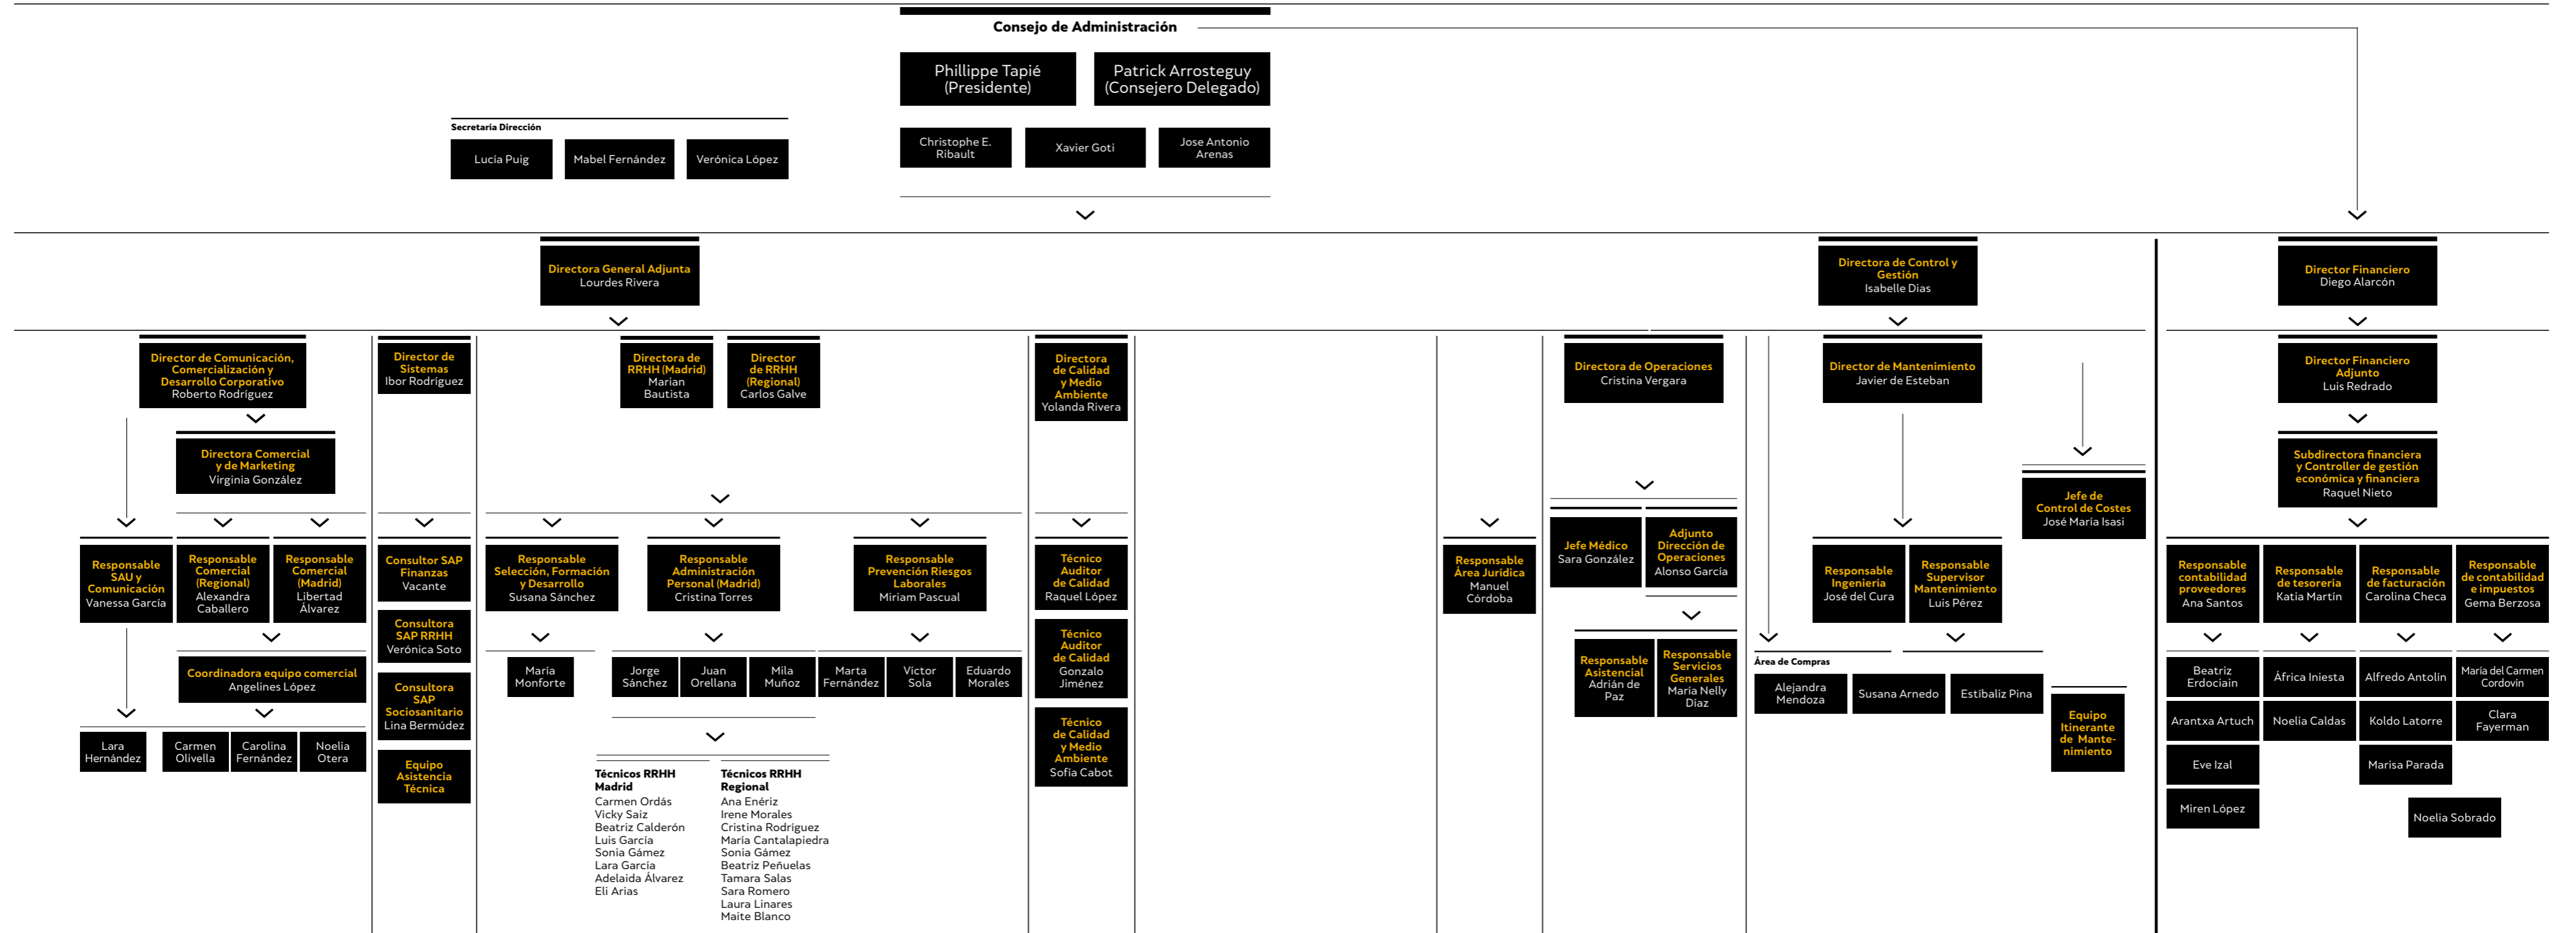 Consejo de Administración
Phillippe Tapié
(Presidente)
Patrick Arrosteguy
(Consejero Delegado)
Secretaria Dirección
Lucía Puig
Mabel Fernández
Verónica López
Christophe E.
Ribault
Xavier Goti
Jose Antonio
Arenas
Directora General Adjunta
Lourdes Rivera
Directora de Control y
Gestión
Isabelle Dias
Director Financiero
Diego Alarcón
Director de Comunicación,
Comercialización y
Desarrollo Corporativo
Roberto Rodríguez
Directora Comercial
y de Marketing
Virginia González
Responsable
SAU y
Comunicación
Vanessa García
Responsable
Comercial
(Regional)
Alexandra
Caballero
Responsable
Comercial
(Madrid)
Libertad
Álvarez
Coordinadora equipo comercial
Angelines López
Lara
Hernández
Carmen
Olivella
Carolina
Fernández
Noelia
Otera
Director de
Sistemas
Ibor Rodríguez
Consultor SAP
Finanzas
Vacante
Consultora
SAP RRHH
Verónica Soto
Consultora
SAP
Sociosanitario
Lina Bermúdez
Equipo
Asistencia
Técnica
Directora de
RRHH (Madrid)
Marian
Bautista
Director
de RRHH
(Regional)
Carlos Galve
Responsable
Selección, Formación
y Desarrollo
Susana Sánchez
Responsable
Administración
Personal (Madrid)
Cristina Torres
Responsable
Prevención Riesgos
Laborales
Miriam Pascual
María
Monforte
Jorge
Sánchez
Juan
Orellana
Mila
Muñoz
Marta
Fernández
Víctor
Sola
Eduardo
Morales
Técnicos RRHH
Madrid
Carmen Ordás
Vicky Saiz
Beatriz Calderón
Luis García
Sonia Gámez
Lara García
Adelaida Álvarez
Eli Arias
Técnicos RRHH
Regional
Ana Enériz
Irene Morales
Cristina Rodríguez
María Cantalapiedra
Sonia Gámez
Beatriz Peñuelas
Tamara Salas
Sara Romero
Laura Linares
Maite Blanco
Directora
de Calidad
y Medio
Ambiente
Yolanda Rivera
Técnico
Auditor
de Calidad
Raquel López
Técnico
Auditor
de Calidad
Gonzalo
Jiménez
Técnico
de Calidad
y Medio
Ambiente
Sofía Cabot
Responsable
Área Jurídica
Manuel
Córdoba
Directora de Operaciones
Cristina Vergara
Jefe Médico
Sara González
Adjunto
Dirección de
Operaciones
Alonso García
Responsable
Asistencial
Adrián de
Paz
Responsable
Servicios
Generales
María Nelly
Díaz
Director de Mantenimiento
Javier de Esteban
Jefe de
Control de Costes
José María Isasi
Responsable
Ingeniería
José del Cura
Responsable
Supervisor
Mantenimiento
Luis Pérez
Área de Compras
Alejandra
Mendoza
Susana Arnedo
Estíbaliz Pina
Equipo
Itinerante
de Mante-
nimiento
Director Financiero
Adjunto
Luis Redrado
Subdirectora financiera
y Controller de gestión
económica y financiera
Raquel Nieto
Responsable
contabilidad
proveedores
Ana Santos
Responsable
de tesorería
Katia Martín
Responsable
de facturación
Carolina Checa
Responsable
de contabilidad
e impuestos
Gema Berzosa
Beatriz
Erdociain
África Iniesta
Alfredo Antolín
María del Carmen
Cordovin
Arantxa Artuch
Noelia Caldas
Koldo Latorre
Clara
Fayerman
Eve Izal
Marisa Parada
Miren López
Noelia Sobrado